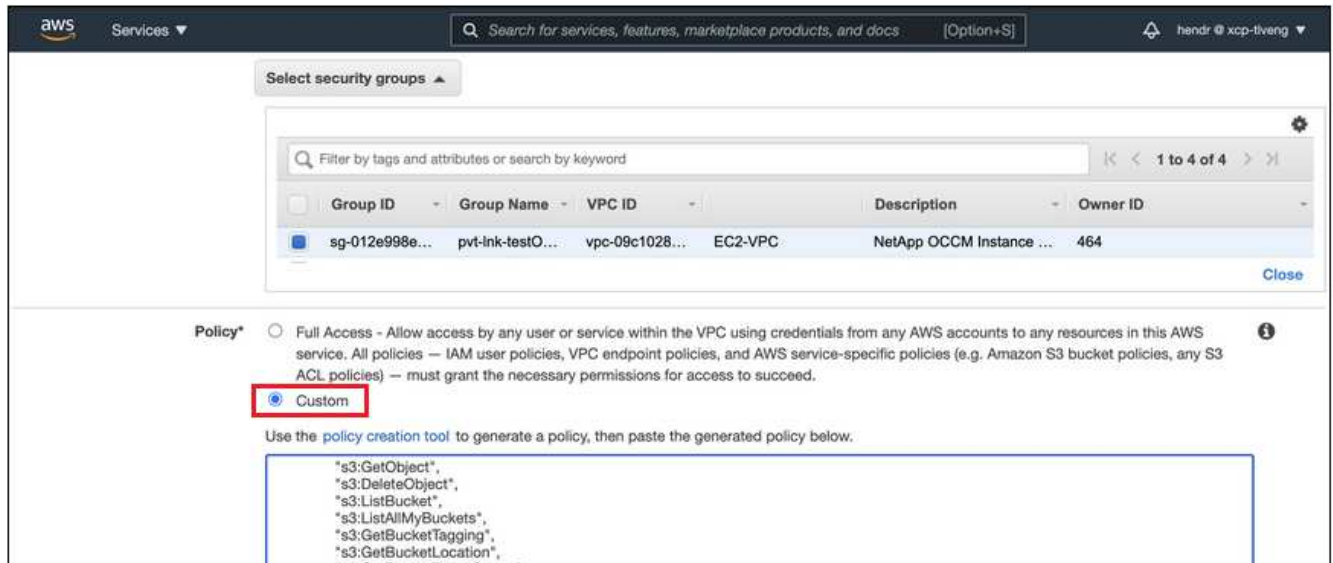 aws Services ▼ Search for services, features, marketplace products, and docs [Option+S] hendr @ xcp-tlveng ▼
Select security groups ▲
Filter by tags and attributes or search by keyword 1 to 4 of 4
Group ID Group Name VPC ID Description Owner ID
sg-012e998e... pvt-lnk-testO... vpc-09c1028... EC2-VPC NetApp OCCM Instance ... 464
Close
Policy* Full Access - Allow access by any user or service within the VPC using credentials from any AWS accounts to any resources in this AWS
service. All policies — IAM user policies, VPC endpoint policies, and AWS service-specific policies (e.g. Amazon S3 bucket policies, any S3
ACL policies) — must grant the necessary permissions for access to succeed.
Custom
Use the policy creation tool to generate a policy, then paste the generated policy below.
"s3:GetObject",
"s3:DeleteObject",
"s3:ListBucket",
"s3:ListAllMyBuckets",
"s3:GetBucketTagging",
"s3:GetBucketLocation",